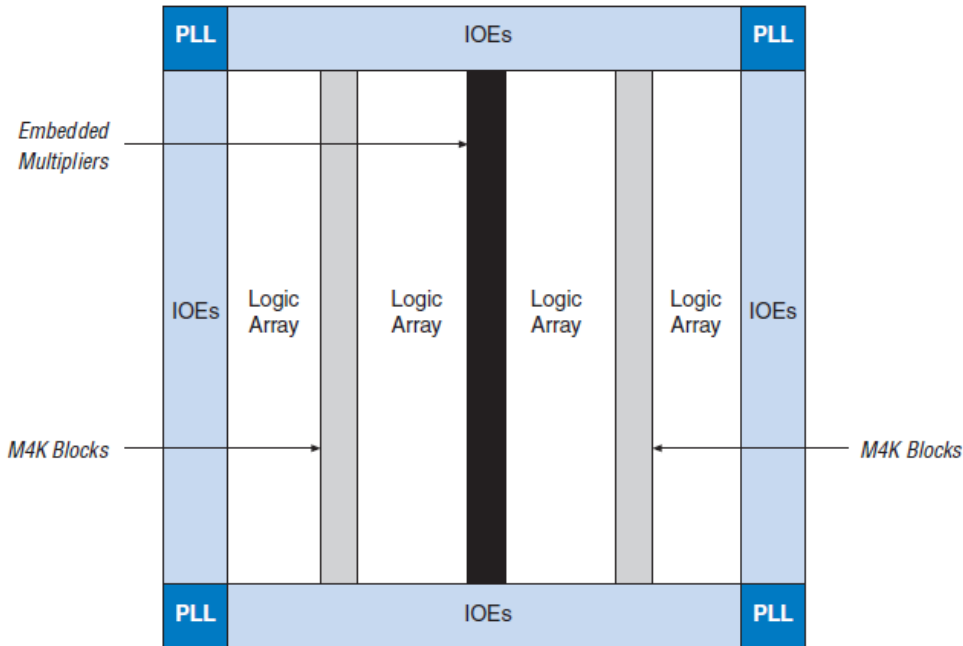 PLL
IOEs
PLL
Embedded
Multipliers
IOEs
Logic
Array
Logic
Array
Logic
Array
Logic
Array
IOEs
M4K Blocks
M4K Blocks
PLL
IOEs
PLL